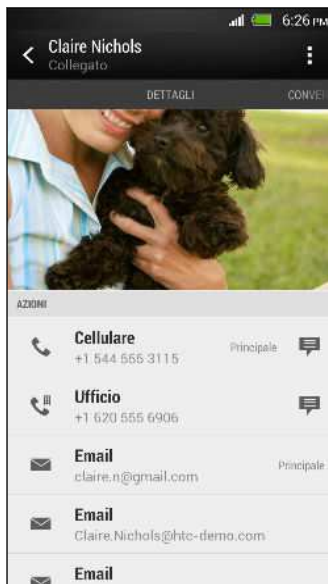 6:26 PM
Claire Nichols
Collegato
DETTAGLI
AZIONI
Cellulare
+1 544 555 3115
Principale
Ufficio
+1 620 555 6906
Email
claire.n@gmail.com
Principale
Email
Claire.Nichols@htc-demo.com
Email